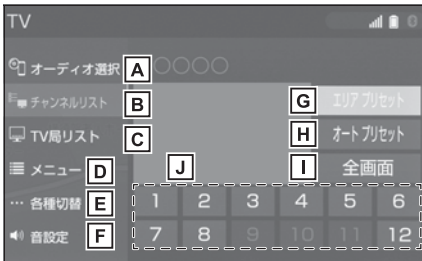 TV
オーディオ選択 A ○○○○
チャンネルリスト B G エリアプリセット
TV局リスト C H オートプリセット
メニュー D J I 全画面
各種切替 E 1 2 3 4 5 6
音設定 F 7 8 9 10 11 12